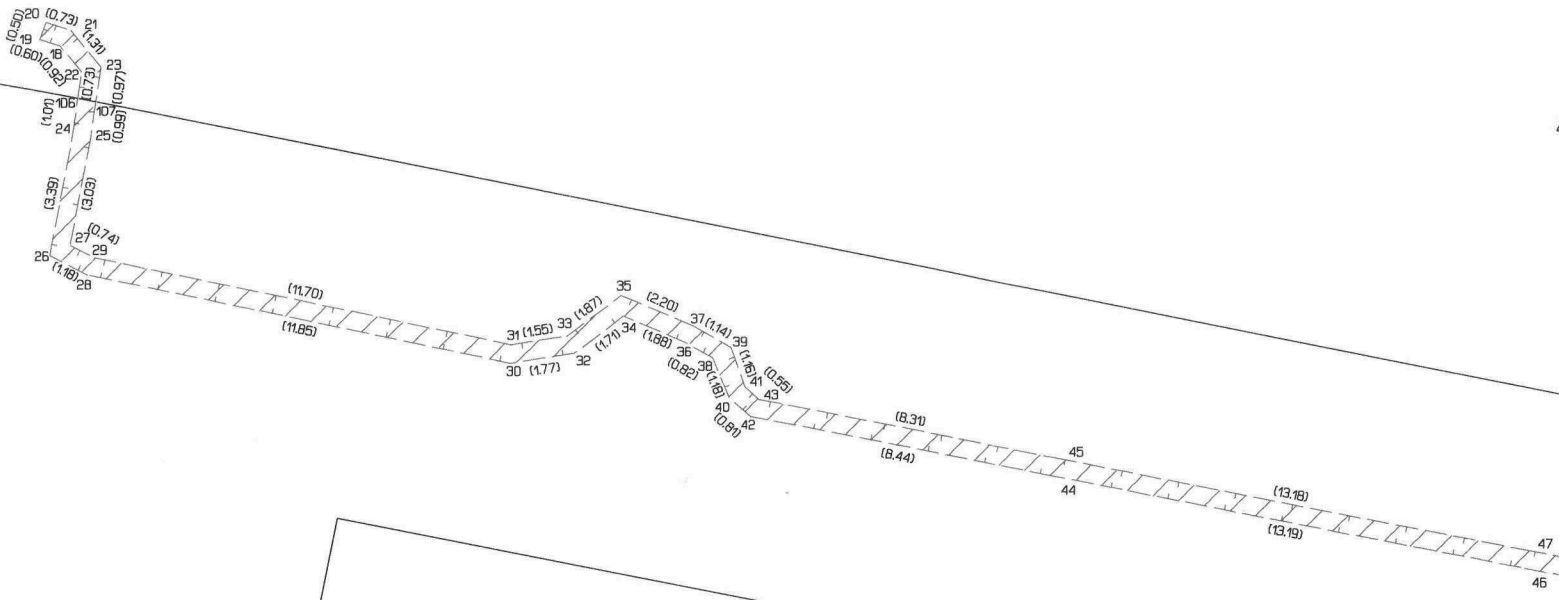 20 (0.73) 21
(0.50) (1.31)
19 18 23
(0.60) (0.92) 22 (0.73) (0.97)
106 107
(1.01) (0.99)
24 25
(3.39) (3.03)
27 (0.74)
26 29
(1.18) 28
(11.70)
(11.85)
31 (1.55) 33 (1.87) 35 (2.20) 37 (1.14) 39
30 (1.77) 32 (1.71) 34 (1.88) 36 (0.82) 38
(1.16) 41 (0.55) 43
(1.18) 40 (0.81) 42
(8.31) 45
(8.44) 44
(13.18) 47
(13.19) 46